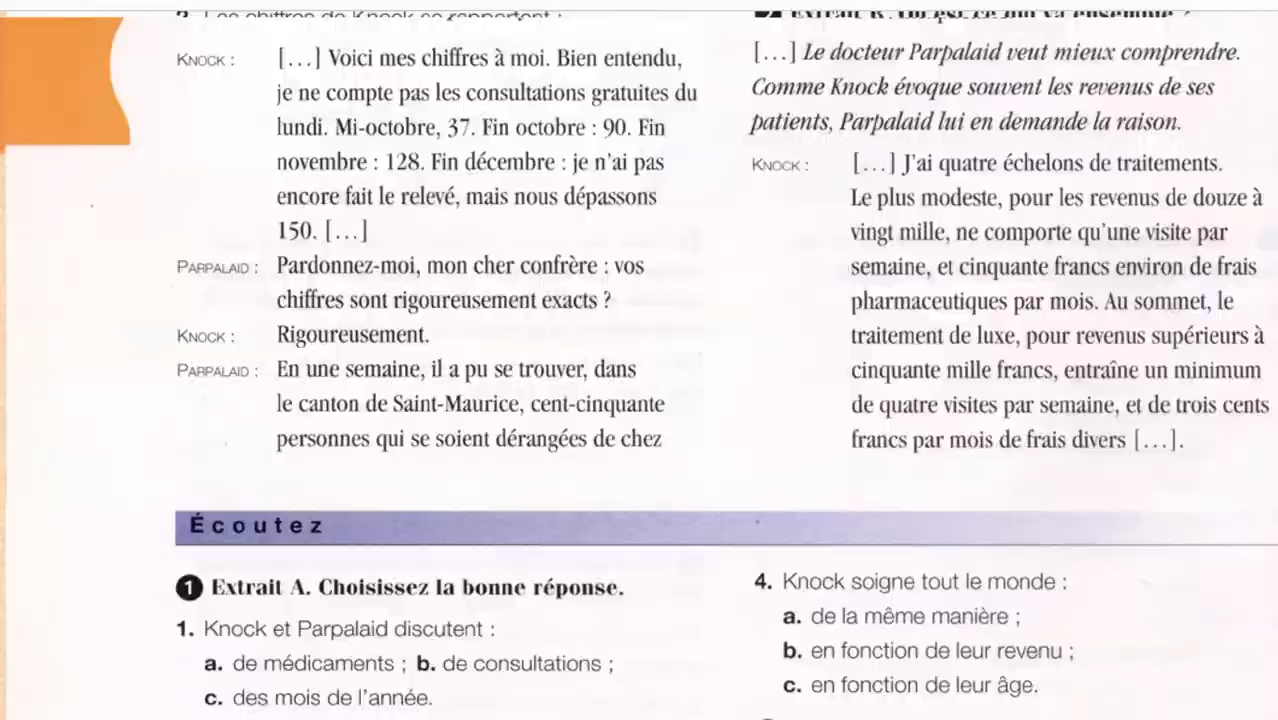 KNOCK : […] Voici mes chiffres à moi. Bien entendu,
je ne compte pas les consultations gratuites du
lundi. Mi-octobre, 37. Fin octobre : 90. Fin
novembre : 128. Fin décembre : je n'ai pas
encore fait le relevé, mais nous dépassons
150. […]
PARPALAID : Pardonnez-moi, mon cher confrère : vos
chiffres sont rigoureusement exacts ?
KNOCK : Rigoureusement.
PARPALAID : En une semaine, il a pu se trouver, dans
le canton de Saint-Maurice, cent-cinquante
personnes qui se soient dérangées de chez
[…] Le docteur Parpalaid veut mieux comprendre.
Comme Knock évoque souvent les revenus de ses
patients, Parpalaid lui en demande la raison.
KNOCK : […] J'ai quatre échelons de traitements.
Le plus modeste, pour les revenus de douze à
vingt mille, ne comporte qu'une visite par
semaine, et cinquante francs environ de frais
pharmaceutiques par mois. Au sommet, le
traitement de luxe, pour revenus supérieurs à
cinquante mille francs, entraîne un minimum
de quatre visites par semaine, et de trois cents
francs par mois de frais divers […].
Écoutez
1 Extrait A. Choisissez la bonne réponse.
1. Knock et Parpalaid discutent :
a. de médicaments ; b. de consultations ;
c. des mois de l'année.
4. Knock soigne tout le monde :
a. de la même manière ;
b. en fonction de leur revenu ;
c. en fonction de leur âge.